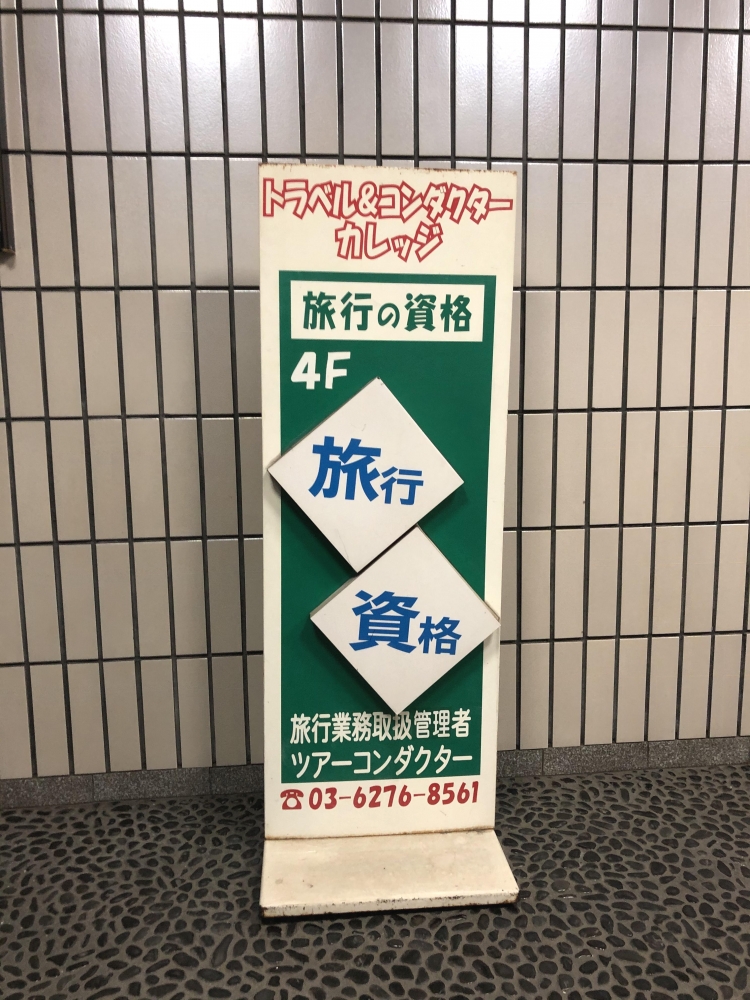 トラベル&コンダクター
カレッジ
旅行の資格
4F
旅行
資格
旅行業務取扱管理者
ツアーコンダクター
☎03-6276-8561